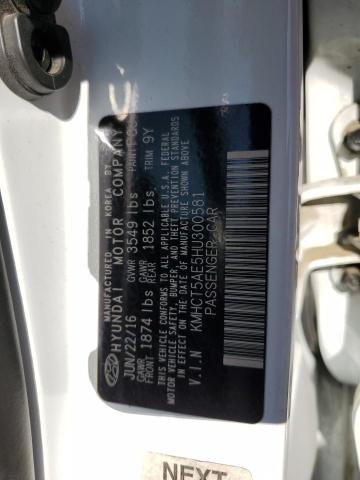 MANUFACTURED IN KOREA BY
HYUNDAI MOTOR COMPANY
JUN/22/16 GVWR 3549 lbs PAINT
GAWR FRONT 1874 lbs GAWR REAR 1852 lbs. TRIM 9Y
THIS VEHICLE CONFORMS TO ALL APPLICABLE U.S.A. FEDERAL
MOTOR VEHICLE SAFETY, BUMPER, AND THEFT PREVENTION STANDARDS
IN EFFECT ON THE DATE OF MANUFACTURE SHOWN ABOVE.
V.I.N KMHCT5AE5HU300581
PASSENGER CAR
NEXT